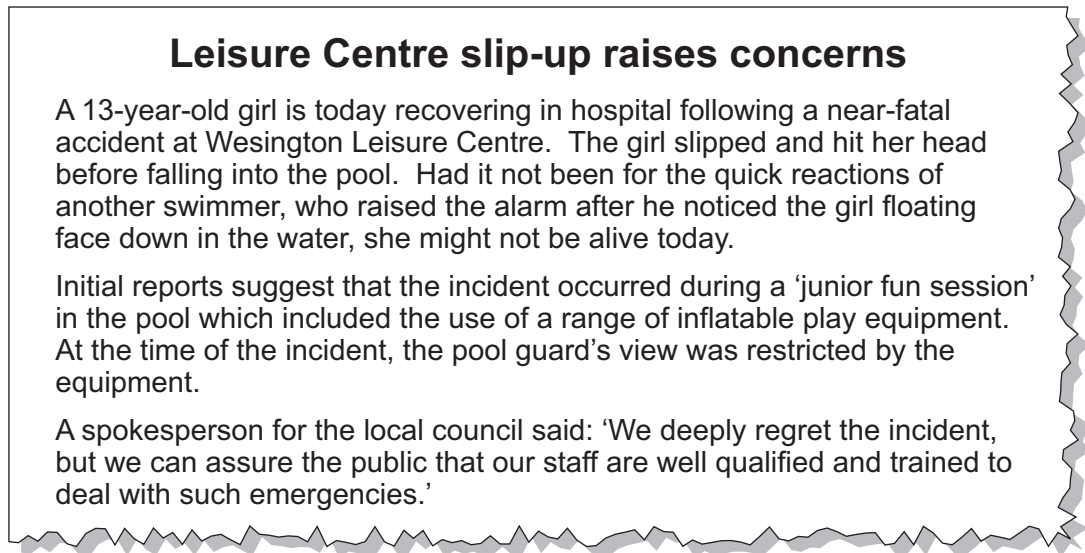 Leisure Centre slip-up raises concerns
A 13-year-old girl is today recovering in hospital following a near-fatal
accident at Wesington Leisure Centre.  The girl slipped and hit her head
before falling into the pool.  Had it not been for the quick reactions of
another swimmer, who raised the alarm after he noticed the girl floating
face down in the water, she might not be alive today.
Initial reports suggest that the incident occurred during a ‘junior fun session’
in the pool which included the use of a range of inflatable play equipment.
At the time of the incident, the pool guard’s view was restricted by the
equipment.
A spokesperson for the local council said: ‘We deeply regret the incident,
but we can assure the public that our staff are well qualified and trained to
deal with such emergencies.’